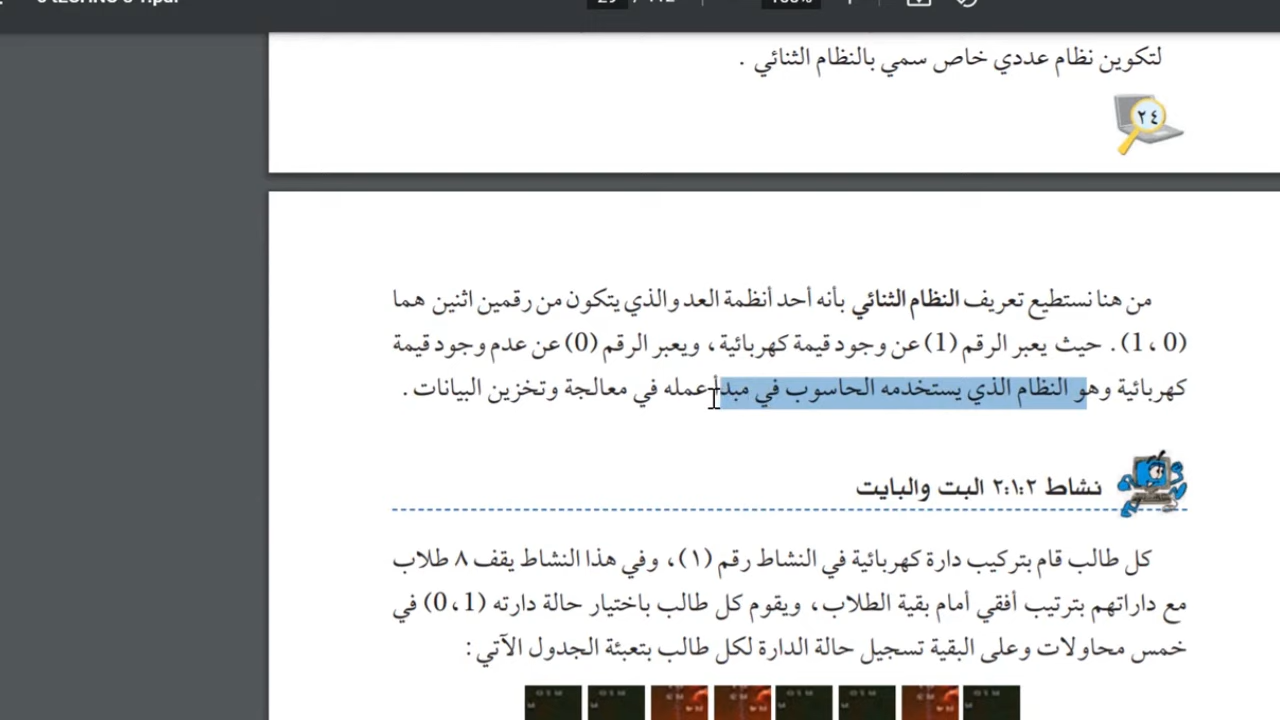 لتكوين نظام عددي خاص سمي بالنظام الثنائي .
٢٤
من هنا نستطيع تعريف النظام الثنائي بأنه أحد أنظمة العد والذي يتكون من رقمين اثنين هما
(0 ،1) . حيث يعبر الرقم (1) عن وجود قيمة كهربائية ، ويعبر الرقم (0) عن عدم وجود قيمة
كهربائية وهو النظام الذي يستخدمه الحاسوب في مبدأ عمله في معالجة وتخزين البيانات .
نشاط ٢:١:٢ البت والبايت
كل طالب قام بتركيب دارة كهربائية في النشاط رقم (١) ، وفي هذا النشاط يقف ٨ طلاب
مع داراتهم بترتيب أفقي أمام بقية الطلاب ، ويقوم كل طالب باختيار حالة دارته (1 ،0) في
خمس محاولات وعلى البقية تسجيل حالة الدارة لكل طالب بتعبئة الجدول الآتي :